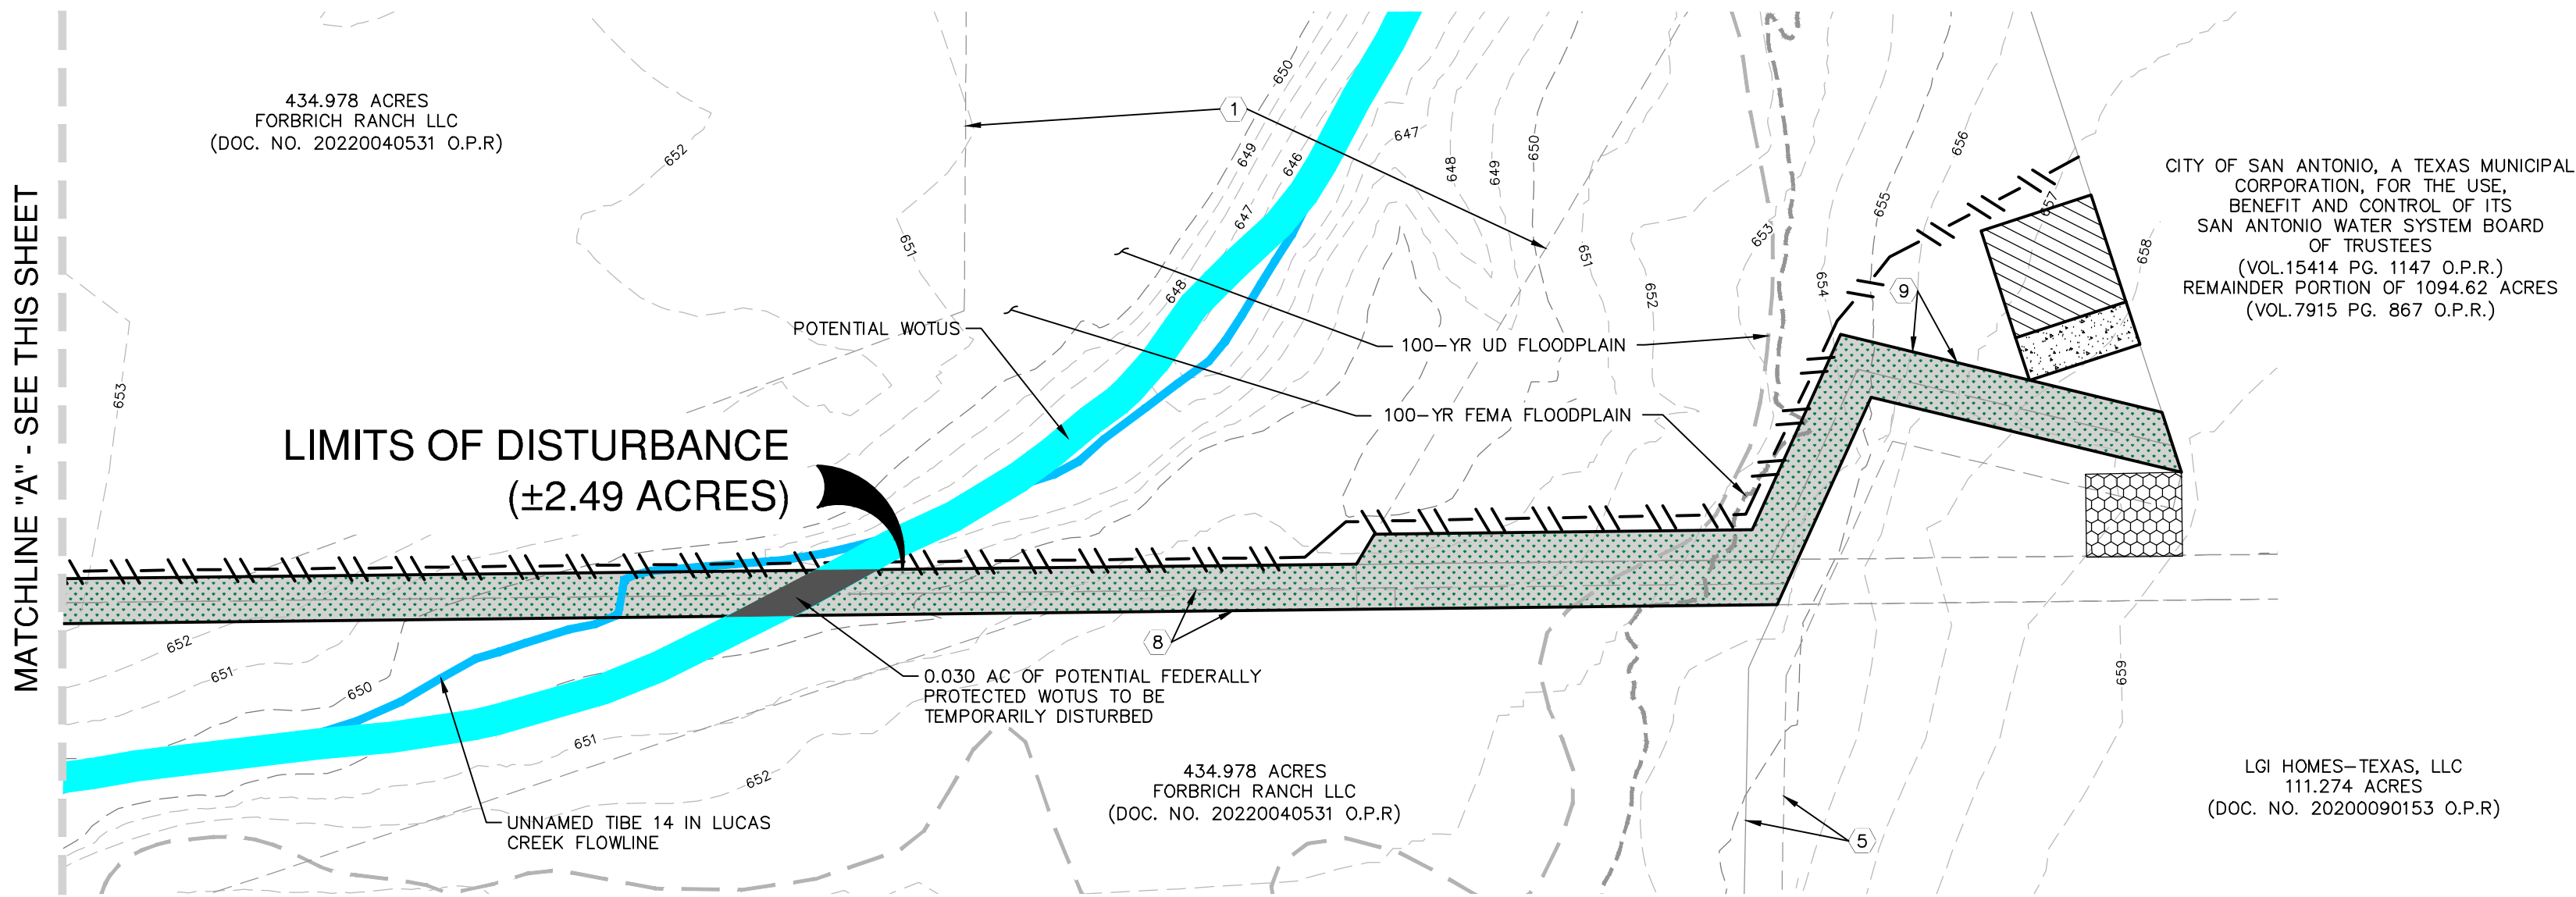 MATCHLINE "A" - SEE THIS SHEET
434.978 ACRES
FORBRICH RANCH LLC
(DOC. NO. 20220040531 O.P.R)
652
653
651
650
649
646
647
648
1
647
648
649
650
651
652
653
654
655
656
657
658
659
9
CITY OF SAN ANTONIO, A TEXAS MUNICIPAL
CORPORATION, FOR THE USE,
BENEFIT AND CONTROL OF ITS
SAN ANTONIO WATER SYSTEM BOARD
OF TRUSTEES
(VOL.15414 PG. 1147 O.P.R.)
REMAINDER PORTION OF 1094.62 ACRES
(VOL.7915 PG. 867 O.P.R.)
POTENTIAL WOTUS
100-YR UD FLOODPLAIN
100-YR FEMA FLOODPLAIN
LIMITS OF DISTURBANCE
(±2.49 ACRES)
8
652
651
650
651
652
0.030 AC OF POTENTIAL FEDERALLY
PROTECTED WOTUS TO BE
TEMPORARILY DISTURBED
UNNAMED TIBE 14 IN LUCAS
CREEK FLOWLINE
434.978 ACRES
FORBRICH RANCH LLC
(DOC. NO. 20220040531 O.P.R)
5
LGI HOMES-TEXAS, LLC
111.274 ACRES
(DOC. NO. 20200090153 O.P.R)